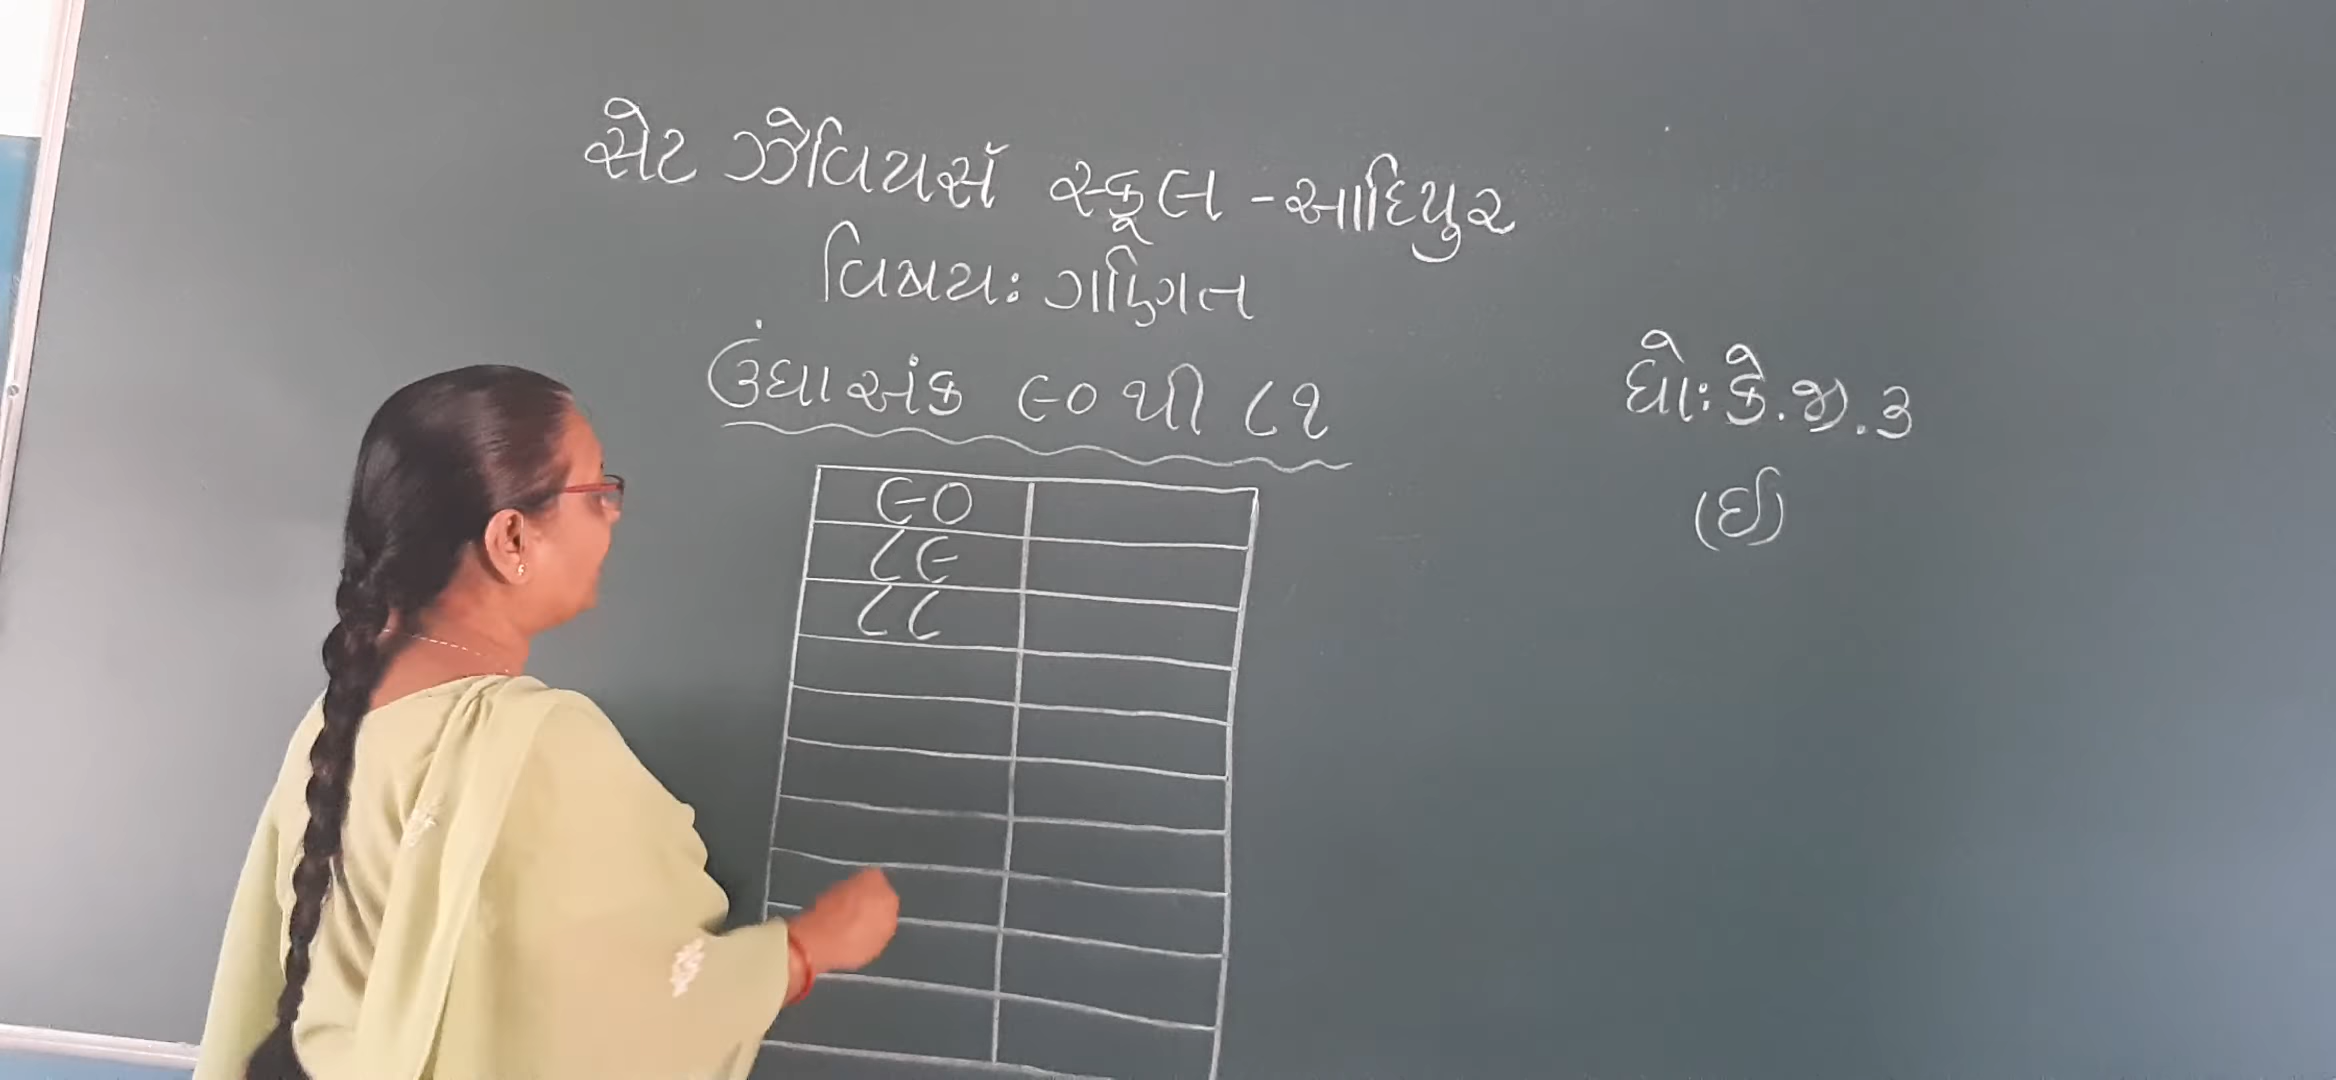 સેટ ઝેવિયર્સ સ્કૂલ - આદિપુર
વિષય: ગણિત
ઉંધા અંક ૯૦ થી ૮૧
ધો: કે.જી. ૩
(ઈ)
૯૦
૮૯
૮૮